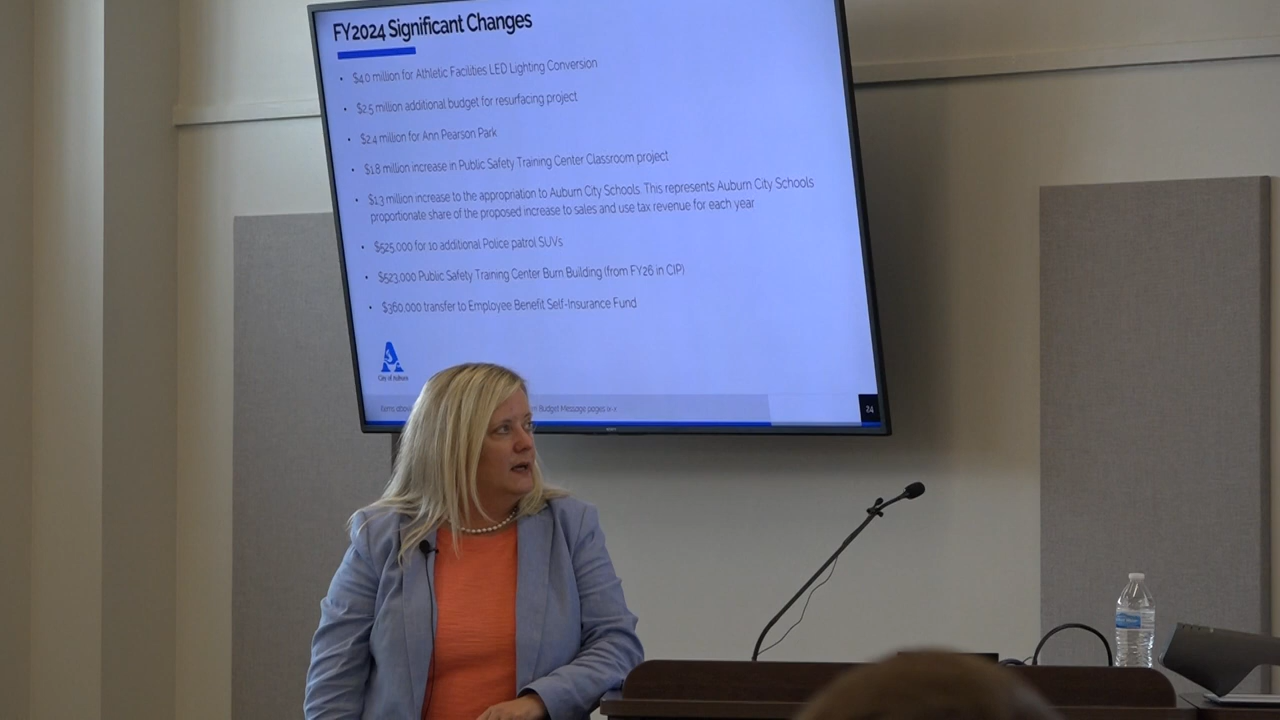 FY2024 Significant Changes
• $4.0 million for Athletic Facilities LED Lighting Conversion
• $2.5 million additional budget for resurfacing project
• $2.4 million for Ann Pearson Park
• $1.8 million increase in Public Safety Training Center Classroom project
• $1.3 million increase to the appropriation to Auburn City Schools. This represents Auburn City Schools
proportionate share of the proposed increase to sales and use tax revenue for each year
• $525,000 for 10 additional Police patrol SUVs
• $523,000 Public Safety Training Center Burn Building (from FY26 in CIP)
• $360,000 transfer to Employee Benefit Self-Insurance Fund
City of Auburn
Items Budget Message pages
24
SONY